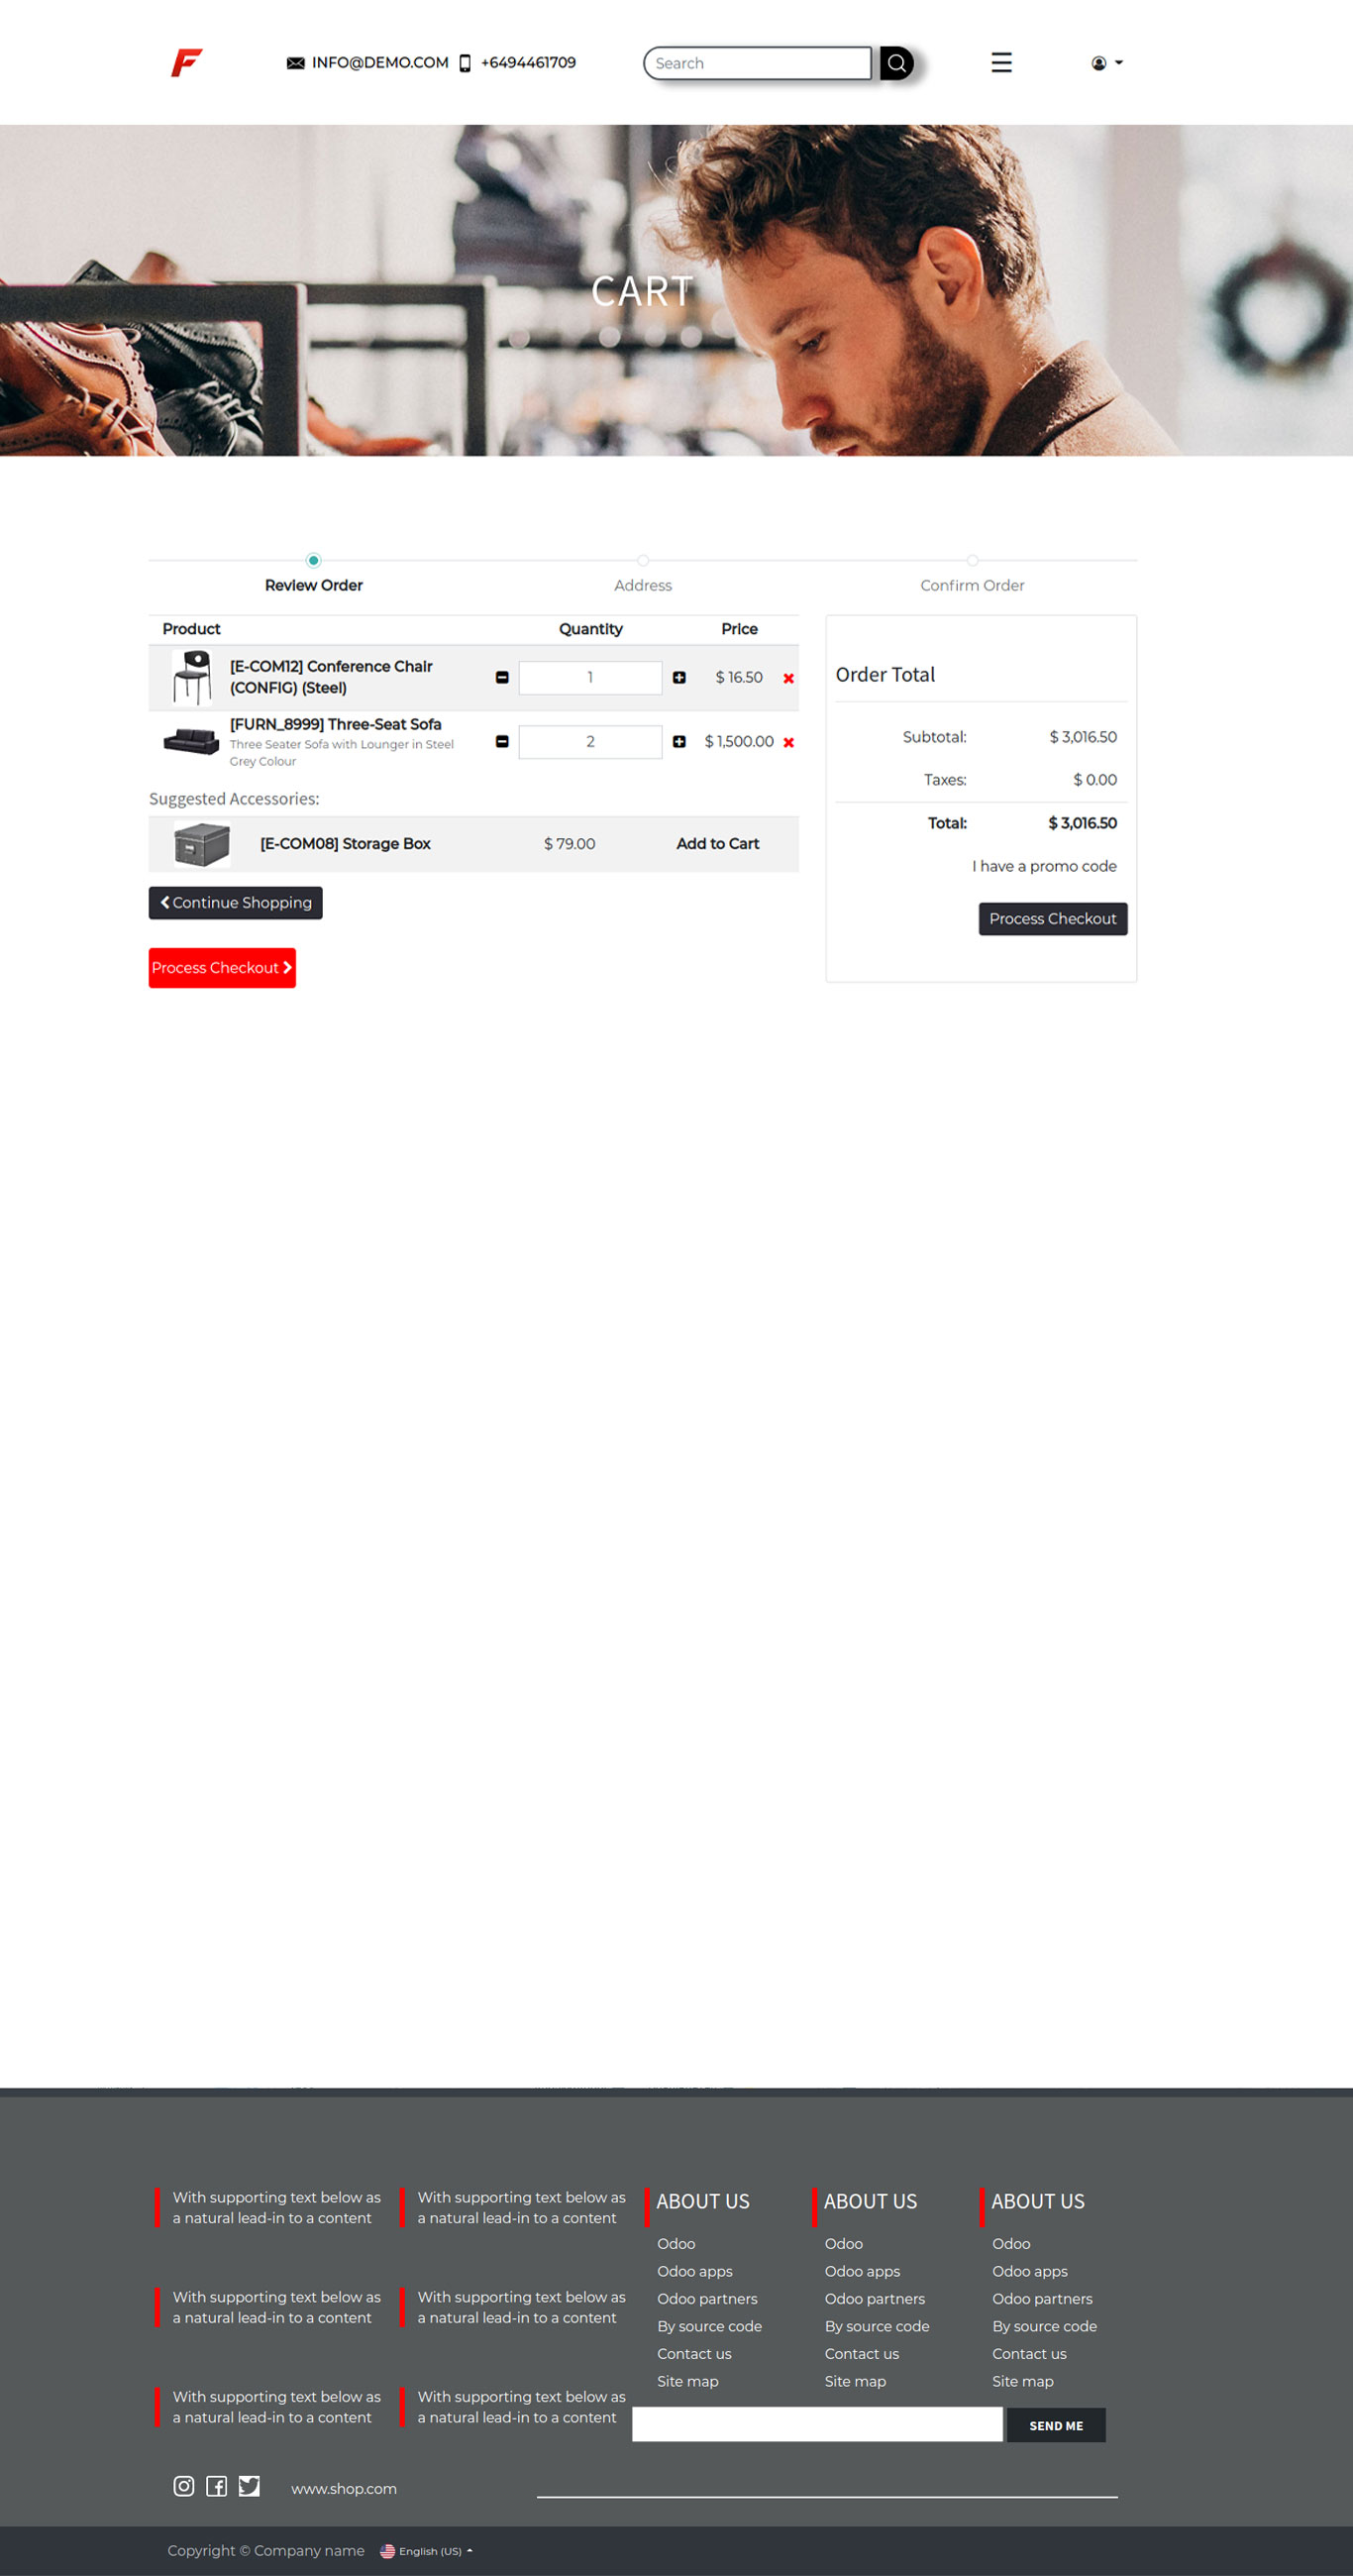 F
INFO@DEMO.COM +6494461709
Search
CART
Review Order
Address
Confirm Order
Product Quantity Price
[E-COM12] Conference Chair
(CONFIG) (Steel)
1
$ 16.50
[FURN_8999] Three-Seat Sofa
Three Seater Sofa with Lounger in Steel
Grey Colour
2
$ 1,500.00
Suggested Accessories:
[E-COM08] Storage Box $ 79.00 Add to Cart
Continue Shopping
Process Checkout
Order Total
Subtotal: $ 3,016.50
Taxes: $ 0.00
Total: $ 3,016.50
I have a promo code
Process Checkout
With supporting text below as
a natural lead-in to a content
With supporting text below as
a natural lead-in to a content
With supporting text below as
a natural lead-in to a content
With supporting text below as
a natural lead-in to a content
With supporting text below as
a natural lead-in to a content
With supporting text below as
a natural lead-in to a content
ABOUT US
Odoo
Odoo apps
Odoo partners
By source code
Contact us
Site map
ABOUT US
Odoo
Odoo apps
Odoo partners
By source code
Contact us
Site map
ABOUT US
Odoo
Odoo apps
Odoo partners
By source code
Contact us
Site map
SEND ME
www.shop.com
Copyright © Company name English (US)